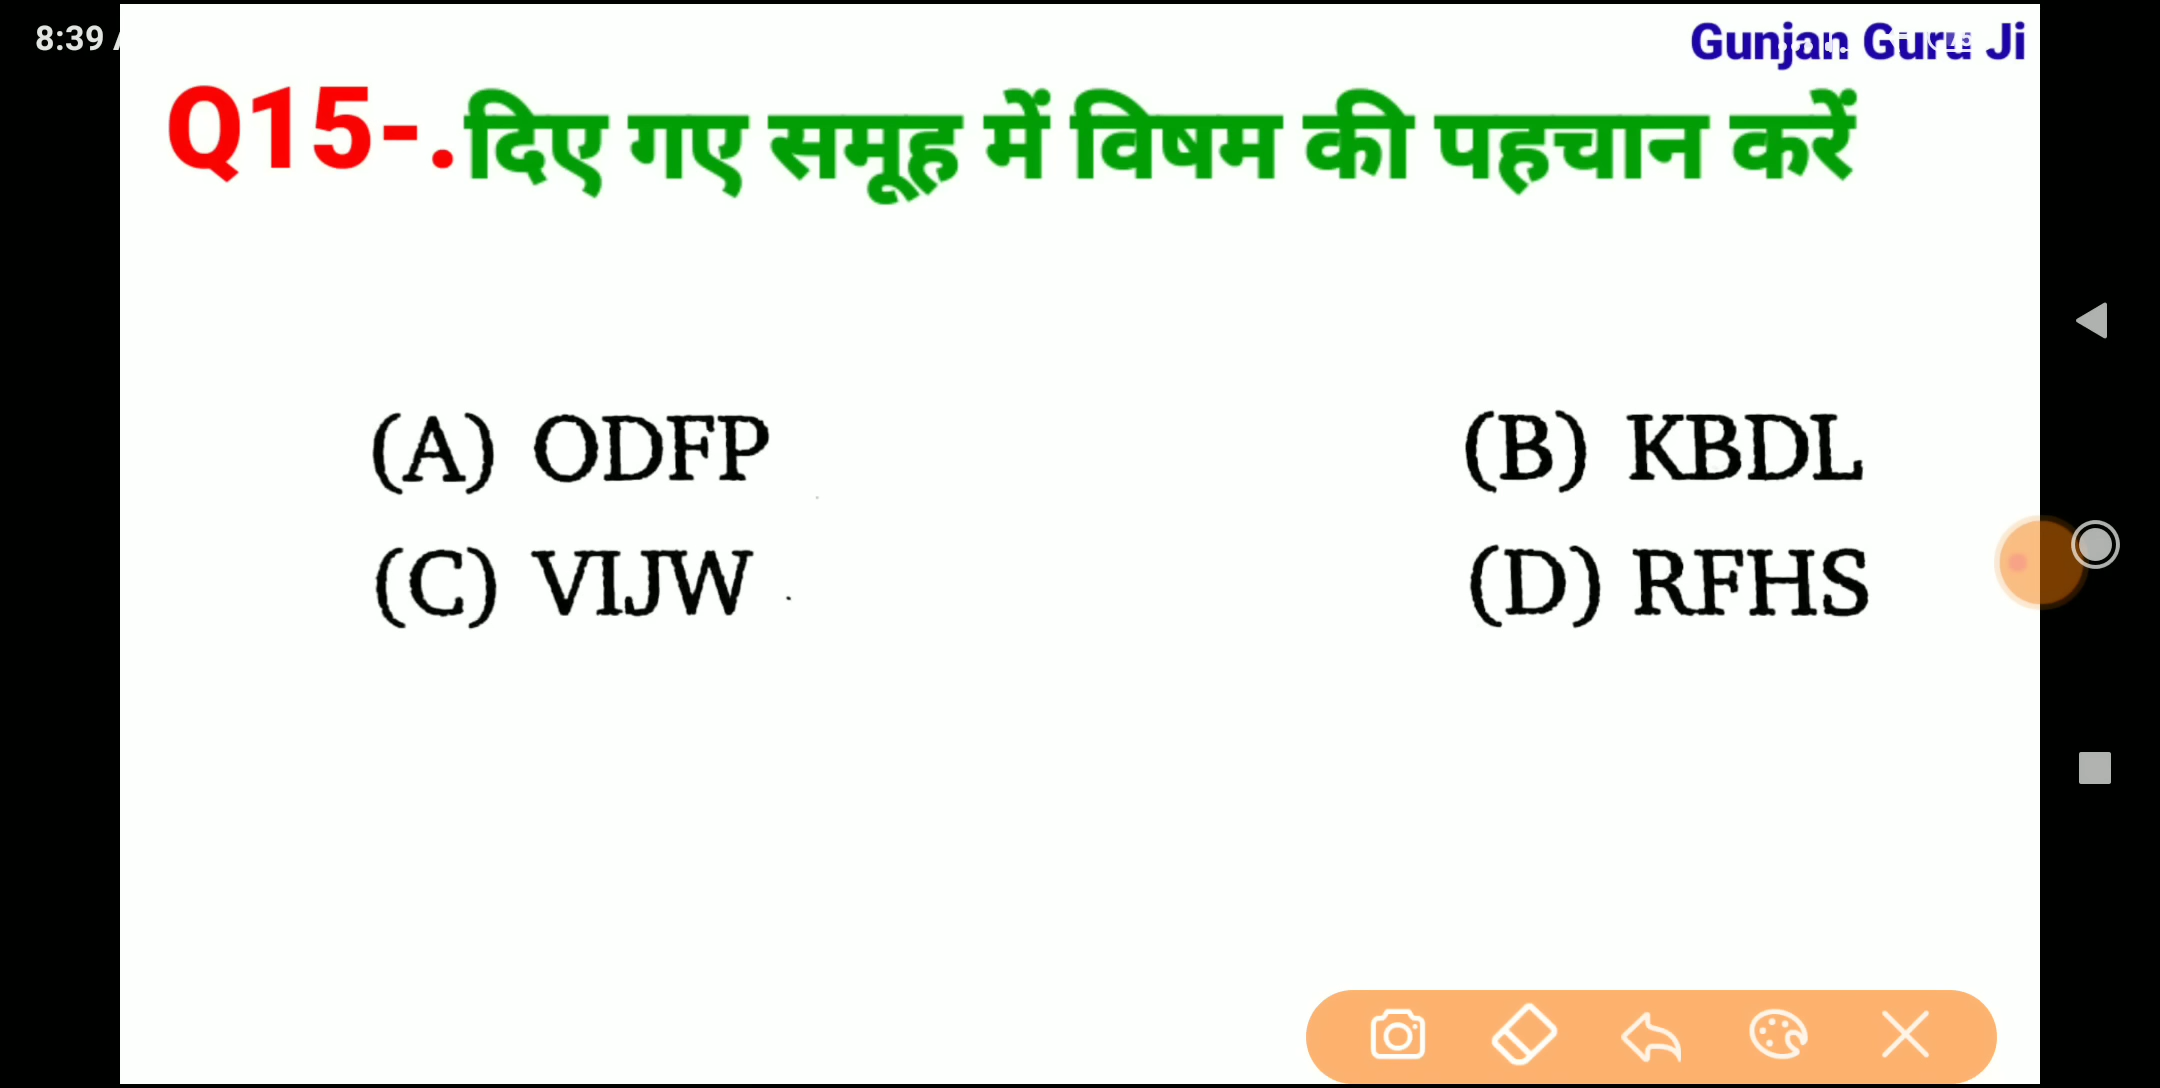 8:39
Gunjan Guru Ji
Q15-.दिए गए समूह में विषम की पहचान करें
(A) ODFP (B) KBDL
(C) VIJW (D) RFHS